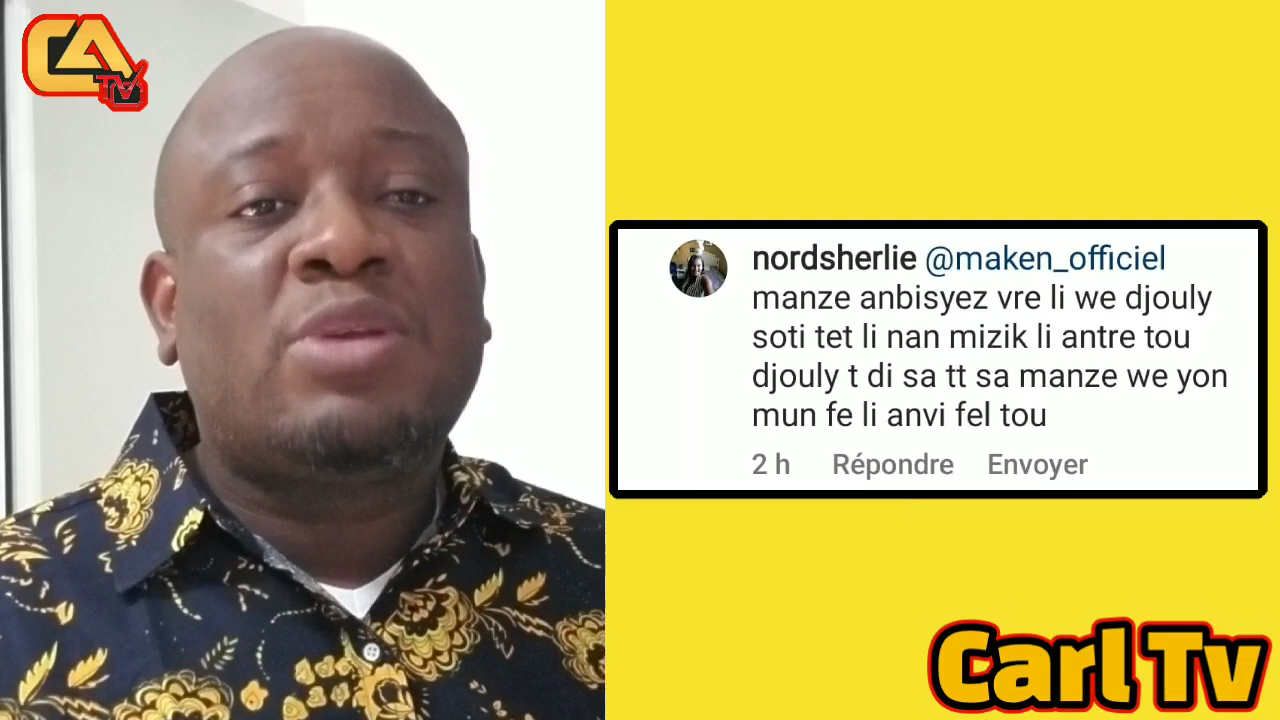 CA
TV
nordsherlie @maken_officiel
manze anbisyez vre li we djouly
soti tet li nan mizik li antre tou
djouly t di sa tt sa manze we yon
mun fe li anvi fel tou
2 h Répondre Envoyer
Carl Tv